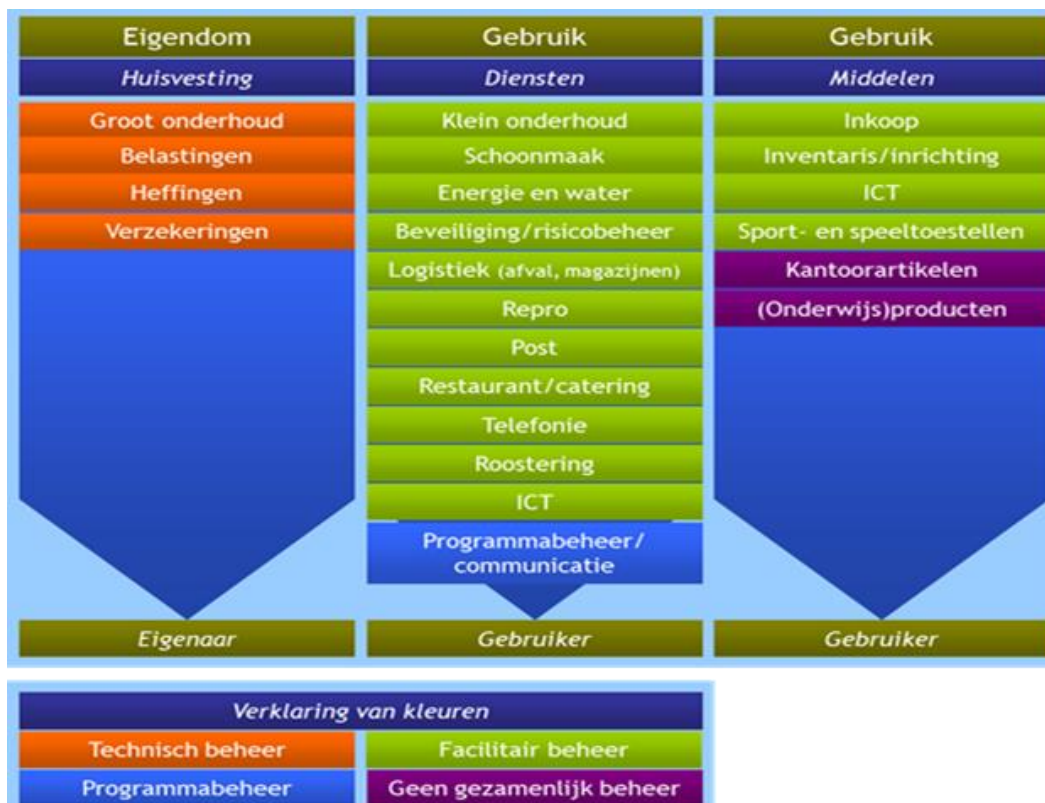 Eigendom
Huisvesting
Groot onderhoud
Belastingen
Heffingen
Verzekeringen
Eigenaar
Gebruik
Diensten
Klein onderhoud
Schoonmaak
Energie en water
Beveiliging/risicobeheer
Logistiek (afval, magazijnen)
Repro
Post
Restaurant/catering
Telefonie
Roostering
ICT
Programmabeheer/
communicatie
Gebruiker
Gebruik
Middelen
Inkoop
Inventaris/inrichting
ICT
Sport- en speeltoestellen
Kantoorartikelen
(Onderwijs)producten
Gebruiker
Verklaring van kleuren
Technisch beheer
Facilitair beheer
Programmabeheer
Geen gezamenlijk beheer